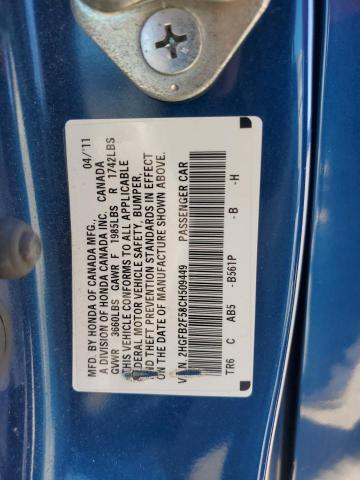 MFD. BY HONDA OF CANADA MFG., 04/'11
A DIVISION OF HONDA CANADA INC. CANADA
GVWR 3660LBS GAWR F 1985LBS R 1742LBS
THIS VEHICLE CONFORMS TO ALL APPLICABLE
FEDERAL MOTOR VEHICLE SAFETY, BUMPER,
AND THEFT PREVENTION STANDARDS IN EFFECT
ON THE DATE OF MANUFACTURE SHOWN ABOVE.
V.I.N. 2HGFB2F58CH509449 PASSENGER CAR
TR6 C AB5 -B561P -B -H